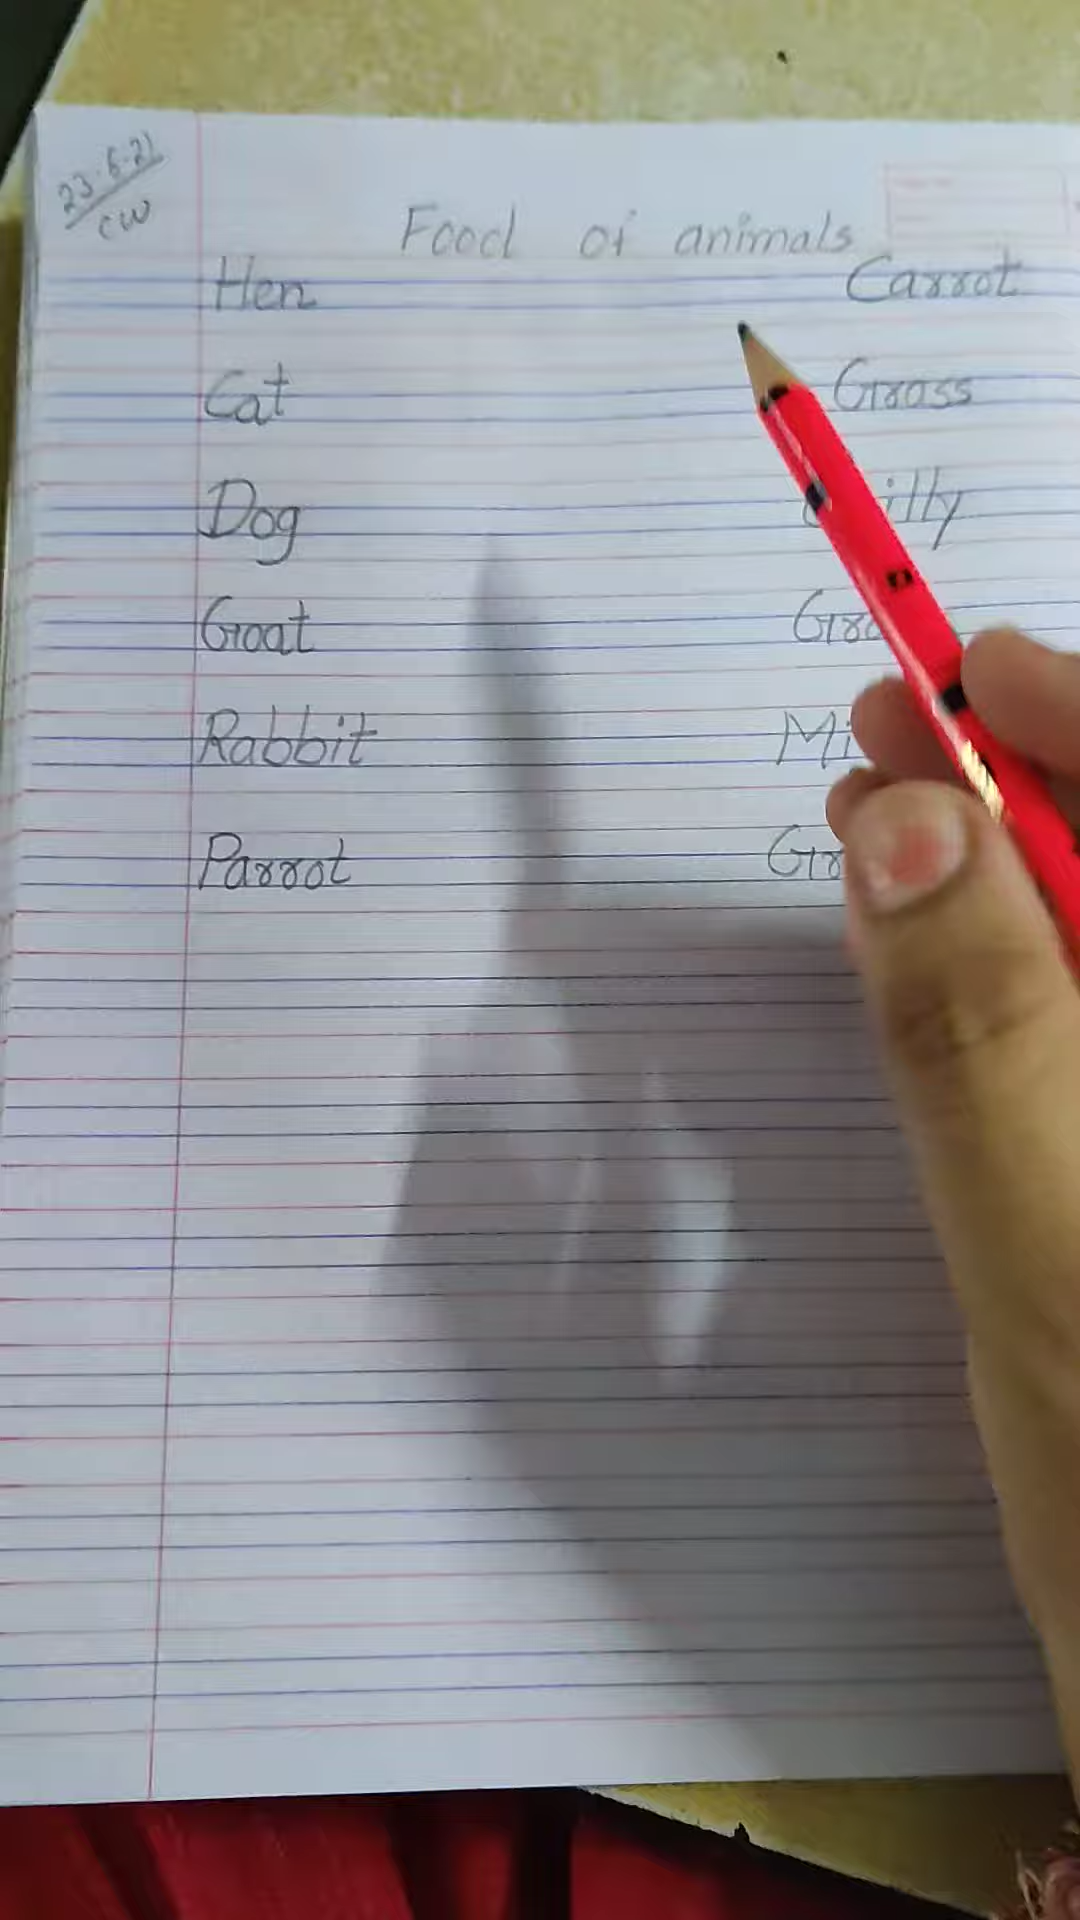 23.6.21
CW
Food of animals
Hen Carrot
Cat Grass
Dog
Goat
Rabbit
Parrot